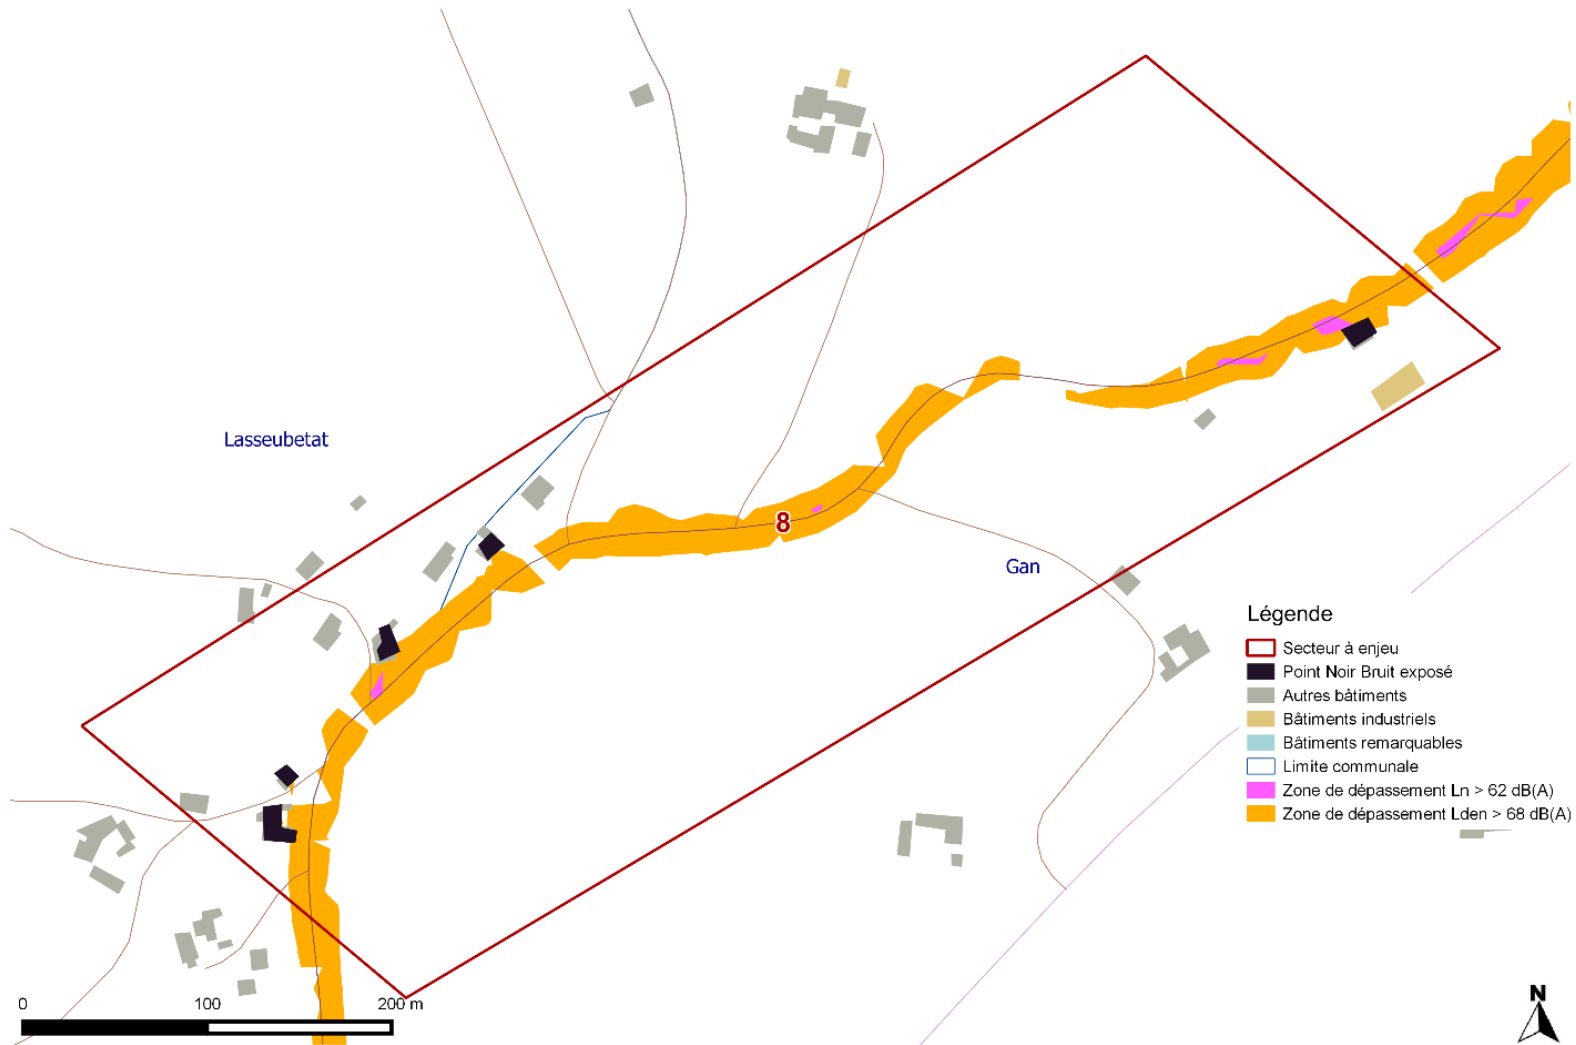 Lasseubetat
8
Gan
Légende
Secteur à enjeu
Point Noir Bruit exposé
Autres bâtiments
Bâtiments industriels
Bâtiments remarquables
Limite communale
Zone de dépassement Ln > 62 dB(A)
Zone de dépassement Lden > 68 dB(A)
0 100 200 m
N